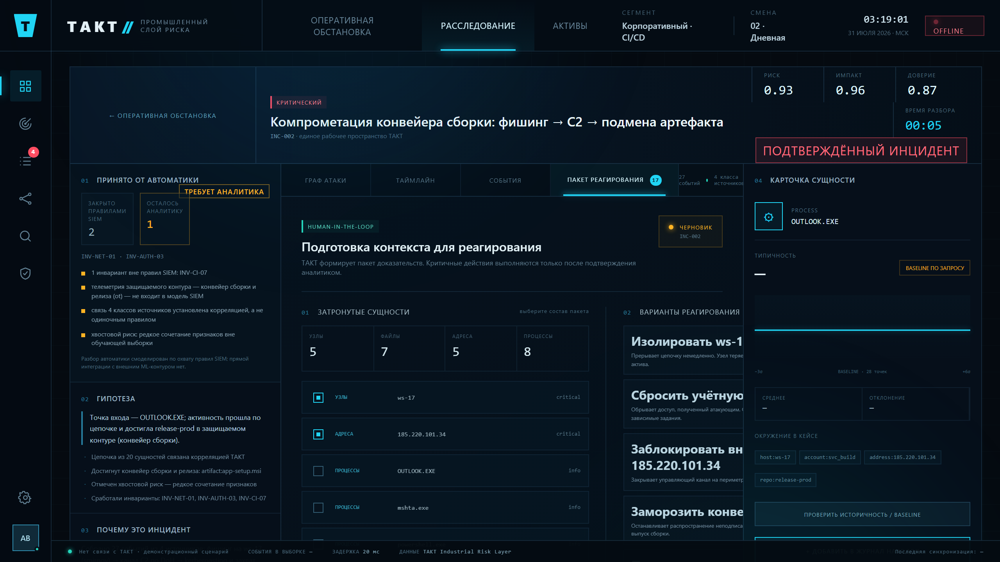 T
ТАКТ //
ПРОМЫШЛЕННЫЙ
СЛОЙ РИСКА
ОПЕРАТИВНАЯ
ОБСТАНОВКА
РАССЛЕДОВАНИЕ
АКТИВЫ
СЕГМЕНТ
Корпоративный ·
CI/CD
СМЕНА
02 ·
Дневная
03:19:01
31 ИЮЛЯ 2026 · МСК
OFFLINE
4
AB
← ОПЕРАТИВНАЯ ОБСТАНОВКА
КРИТИЧЕСКИЙ
Компрометация конвейера сборки: фишинг → C2 → подмена артефакта
INC-002 · единое рабочее пространство ТАКТ
РИСК
0.93
ИМПАКТ
0.96
ДОВЕРИЕ
0.87
ВРЕМЯ РАЗБОРА
00:05
ПОДТВЕРЖДЁННЫЙ ИНЦИДЕНТ
01 ПРИНЯТО ОТ АВТОМАТИКИ
ТРЕБУЕТ АНАЛИТИКА
ЗАКРЫТО
ПРАВИЛАМИ
SIEM
2
ОСТАЛОСЬ
АНАЛИТИКУ
1
INV-NET-01 · INV-AUTH-03
1 инвариант вне правил SIEM: INV-CI-07
телеметрия защищаемого контура — конвейер сборки и
релиза (ot) — не входит в модель SIEM
связь 4 классов источников установлена корреляцией, а не
одиночным правилом
хвостовой риск: редкое сочетание признаков вне
обучающей выборки
Разбор автоматики смоделирован по охвату правил SIEM; прямой
интеграции с внешним ML-контуром нет.
02 ГИПОТЕЗА
Точка входа — OUTLOOK.EXE; активность прошла по
цепочке и достигла release-prod в защищаемом
контуре (конвейер сборки).
· Цепочка из 20 сущностей связана корреляцией ТАКТ
· Достигнут конвейер сборки и релиза: artifact:app-setup.msi
· Отмечен хвостовой риск — редкое сочетание признаков
· Сработали инварианты: INV-NET-01, INV-AUTH-03, INV-CI-07
03 ПОЧЕМУ ЭТО ИНЦИДЕНТ
ГРАФ АТАКИ
ТАЙМЛАЙН
СОБЫТИЯ
ПАКЕТ РЕАГИРОВАНИЯ 17
27
событий
4 класса
источников
HUMAN-IN-THE-LOOP
Подготовка контекста для реагирования
ТАКТ формирует пакет доказательств. Критичные действия выполняются только после подтверждения
аналитиком.
ЧЕРНОВИК
INC-002
01 ЗАТРОНУТЫЕ СУЩНОСТИ
выберите состав пакета
УЗЛЫ
5
ФАЙЛЫ
7
АДРЕСА
5
ПРОЦЕССЫ
8
УЗЛЫ ws-17 critical
АДРЕСА 185.220.101.34 critical
ПРОЦЕССЫ OUTLOOK.EXE info
ПРОЦЕССЫ mshta.exe info
02 ВАРИАНТЫ РЕАГИРОВАНИЯ
Изолировать ws-1
Прерывает цепочку немедленно. Узел теряе
актива.
Сбросить учётную
Обрывает доступ, полученный атакующим.
зависимые задания.
Заблокировать вн
185.220.101.34
Закрывает управляющий канал на периметр
Заморозить конве
Останавливает распространение неподписа
выпуск сборки.
04 КАРТОЧКА СУЩНОСТИ
PROCESS
OUTLOOK.EXE
ТИПИЧНОСТЬ
—
BASELINE ПО ЗАПРОСУ
−3σ
BASELINE · 28 точек
+6σ
СРЕДНЕЕ
—
ОТКЛОНЕНИЕ
—
ОКРУЖЕНИЕ В КЕЙСЕ
host:ws-17
account:svc_build
address:185.220.101.34
repo:release-prod
ПРОВЕРИТЬ ИСТОРИЧНОСТЬ / BASELINE
Нет связи с ТАКТ · демонстрационный сценарий
СОБЫТИЯ В ВЫБОРКЕ —
ЗАДЕРЖКА 20 мс
ДАННЫЕ ТАКТ Industrial Risk Layer
Последняя синхронизация: —